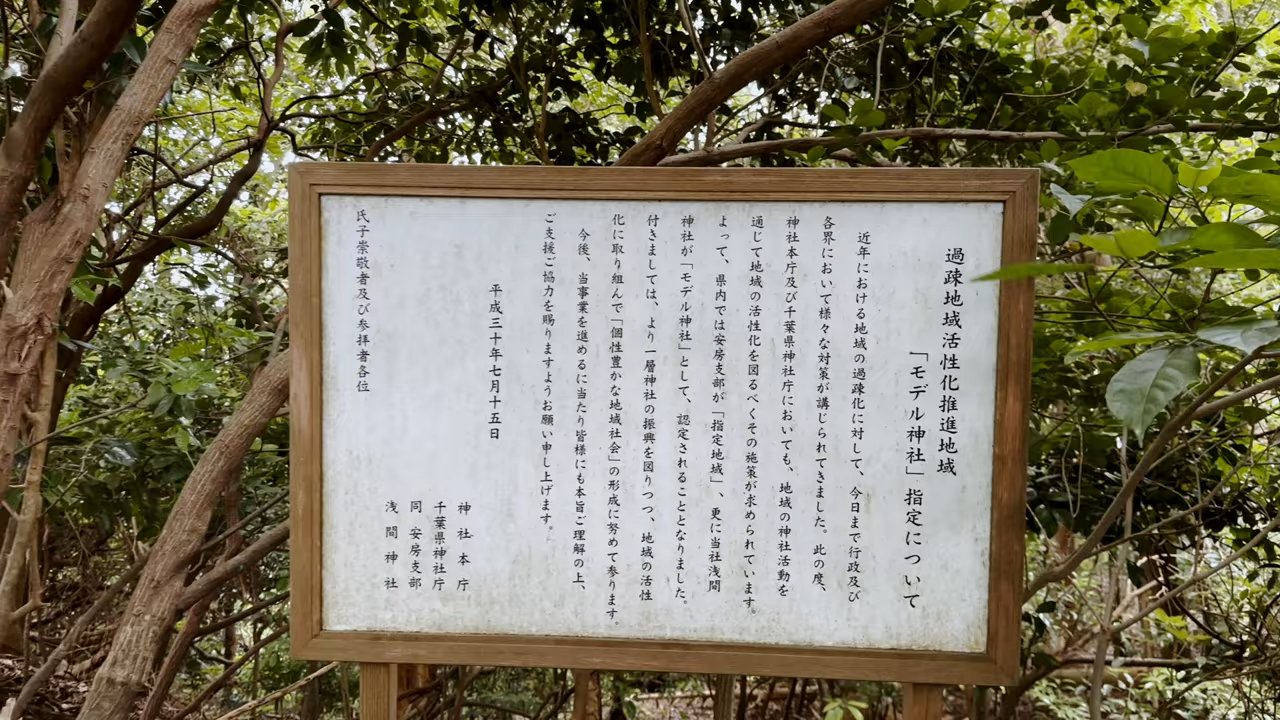 過疎地域活性化推進地域
「モデル神社」指定について
近年における地域の過疎化に対して、今日まで行政及び
各界において様々な対策が講じられてきました。此の度、
神社本庁及び千葉県神社庁においても、地域の神社活動を
通じて地域の活性化を図るべくその施策が求められています。
よって、県内では安房支部が「指定地域」、更に当社浅間
神社が「モデル神社」として、認定されることとなりました。
付きましては、より一層神社の振興を図りつつ、地域の活性
化に取り組んで「個性豊かな地域社会」の形成に努めて参ります。
今後、当事業を進めるに当たり皆様にも本旨ご理解の上、
ご支援ご協力を賜りますようお願い申し上げます。
平成三十年七月十五日
神社本庁
千葉県神社庁
同安房支部
浅間神社
氏子崇敬者及び参拝者各位